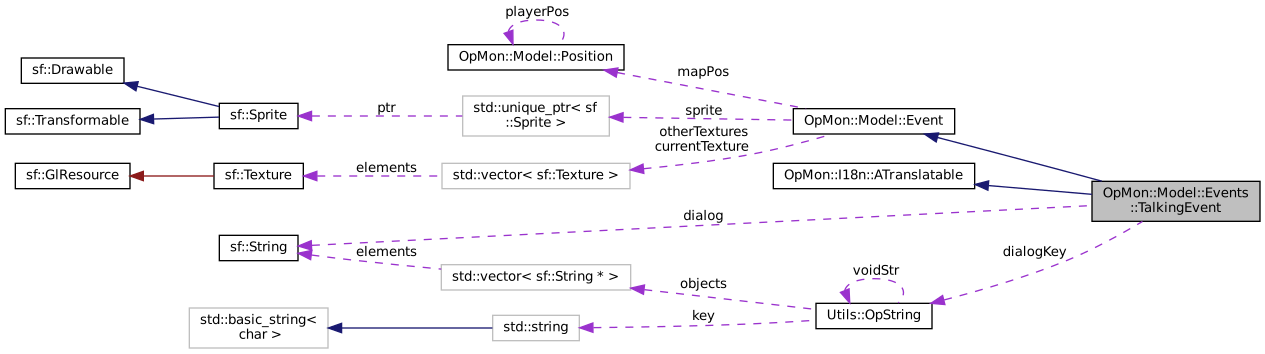 playerPos
OpMon::Model::Position
sf::Drawable
mapPos
std::unique_ptr< sf
::Sprite >
ptr
sprite
sf::Transformable
sf::Sprite
OpMon::Model::Event
otherTextures
currentTexture
elements
sf::GlResource
sf::Texture
std::vector< sf::Texture >
OpMon::I18n::ATranslatable
OpMon::Model::Events
::TalkingEvent
dialog
sf::String
elements
dialogKey
std::vector< sf::String * >
voidStr
objects
std::basic_string<
char >
std::string
key
Utils::OpString